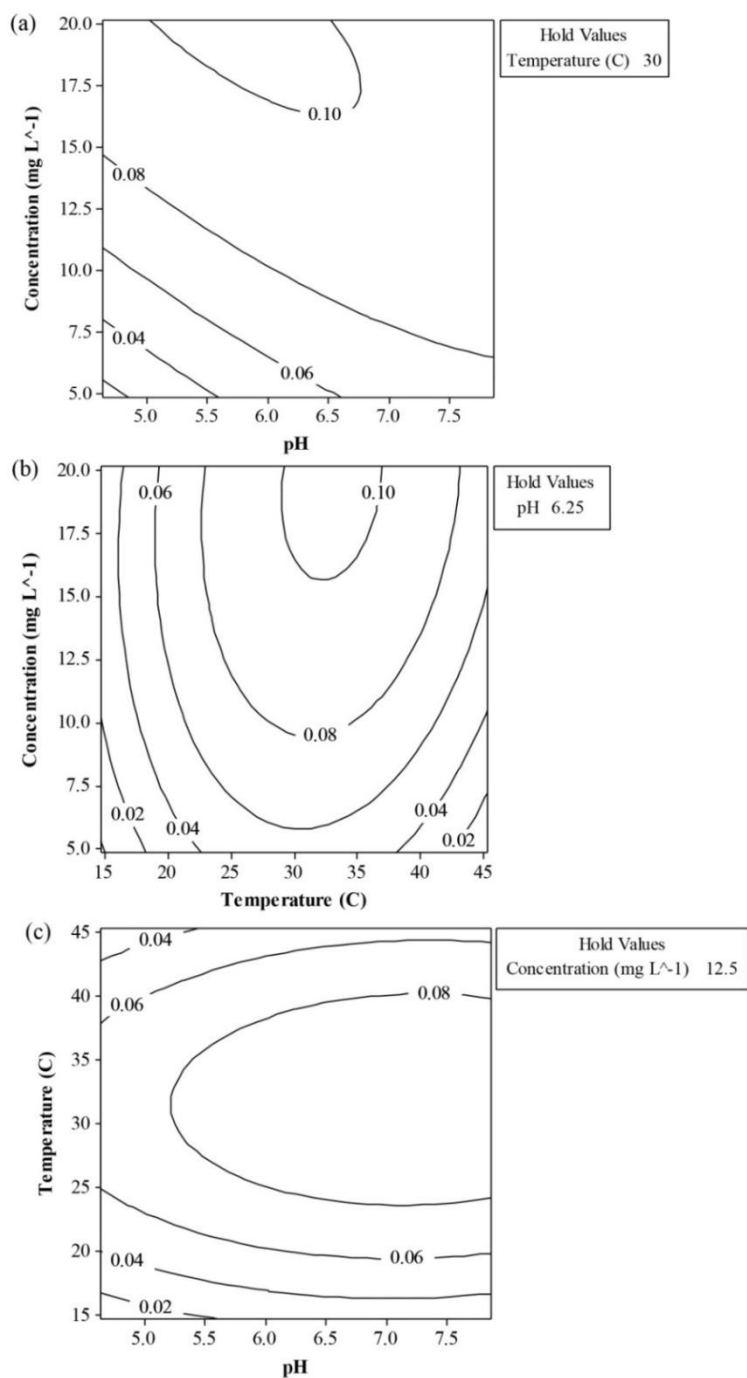 (a)
Hold Values
Temperature (C) 30
20.0
17.5
0.10
15.0
0.08
12.5
10.0
7.5
0.04
0.06
5.0
Concentration (mg L^-1)
5.0 5.5 6.0 6.5 7.0 7.5
pH
(b)
Hold Values
pH 6.25
20.0
0.06
0.10
17.5
15.0
12.5
10.0
0.08
7.5
0.02
0.04
0.04
0.02
5.0
Concentration (mg L^-1)
15 20 25 30 35 40 45
Temperature (C)
(c)
Hold Values
Concentration (mg L^-1) 12.5
45
0.04
40
0.06
0.08
35
30
25
20
0.06
0.04
15
0.02
Temperature (C)
5.0 5.5 6.0 6.5 7.0 7.5
pH